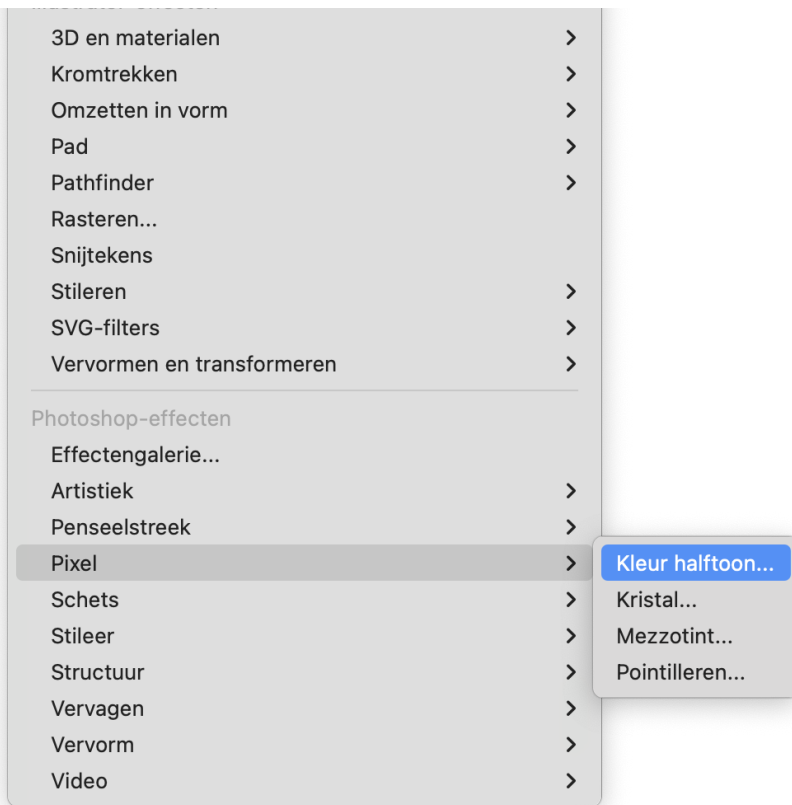 3D en materialen
Kromtrekken
Omzetten in vorm
Pad
Pathfinder
Rasteren...
Snijtekens
Stileren
SVG-filters
Vervormen en transformeren
Photoshop-effecten
Effectengalerie...
Artistiek
Penseelstreek
Pixel
Kleur halftoon...
Schets
Kristal...
Stileer
Mezzotint...
Structuur
Pointilleren...
Vervagen
Vervorm
Video